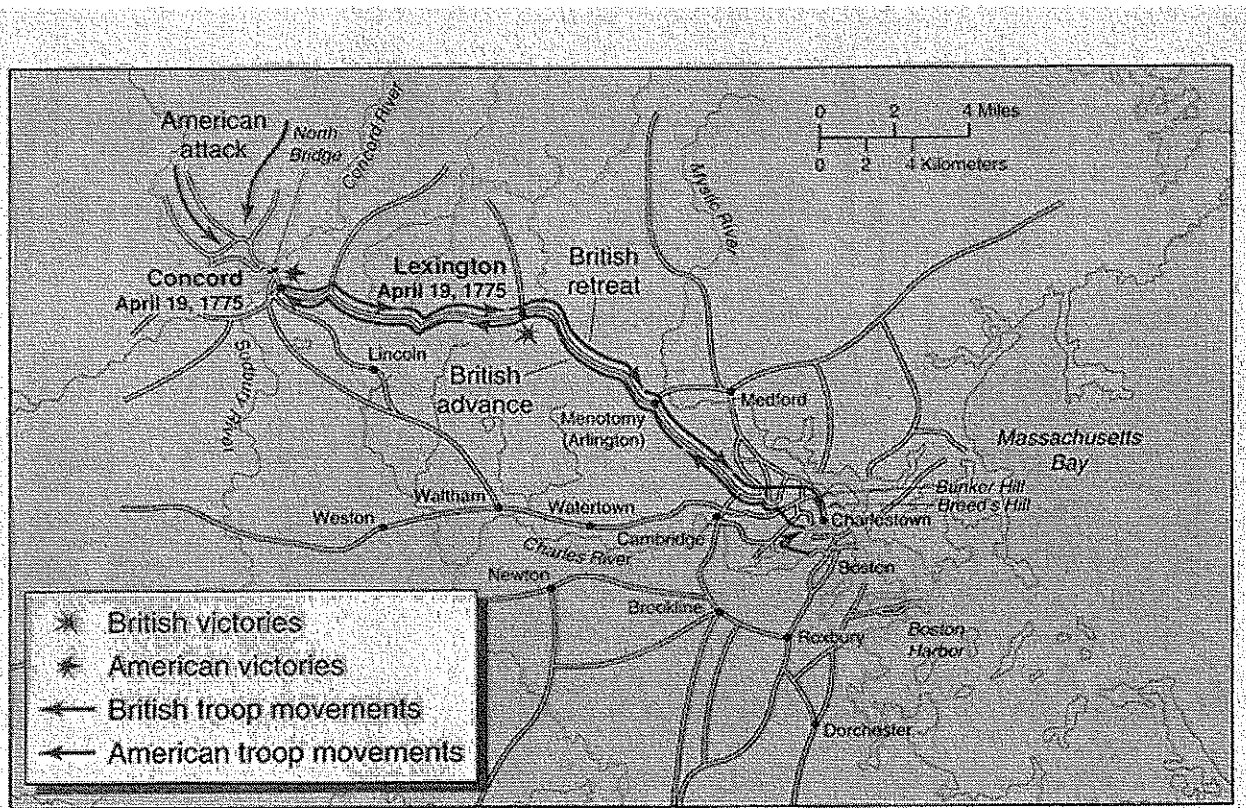 American
attack
North
Bridge
Concord River
0 2 4 Miles
0 2 4 Kilometers
Mystic River
Concord
April 19, 1775
Lexington
April 19, 1775
British
retreat
Sudbury River
Lincoln
British
advance
Menotomy
(Arlington)
Medford
Massachusetts
Bay
Bunker Hill
Breed's Hill
Charlestown
Waltham
Weston
Watertown
Cambridge
Charles River
Boston
Newton
Brookline
Roxbury
Boston
Harbor
Dorchester
British victories
American victories
British troop movements
American troop movements